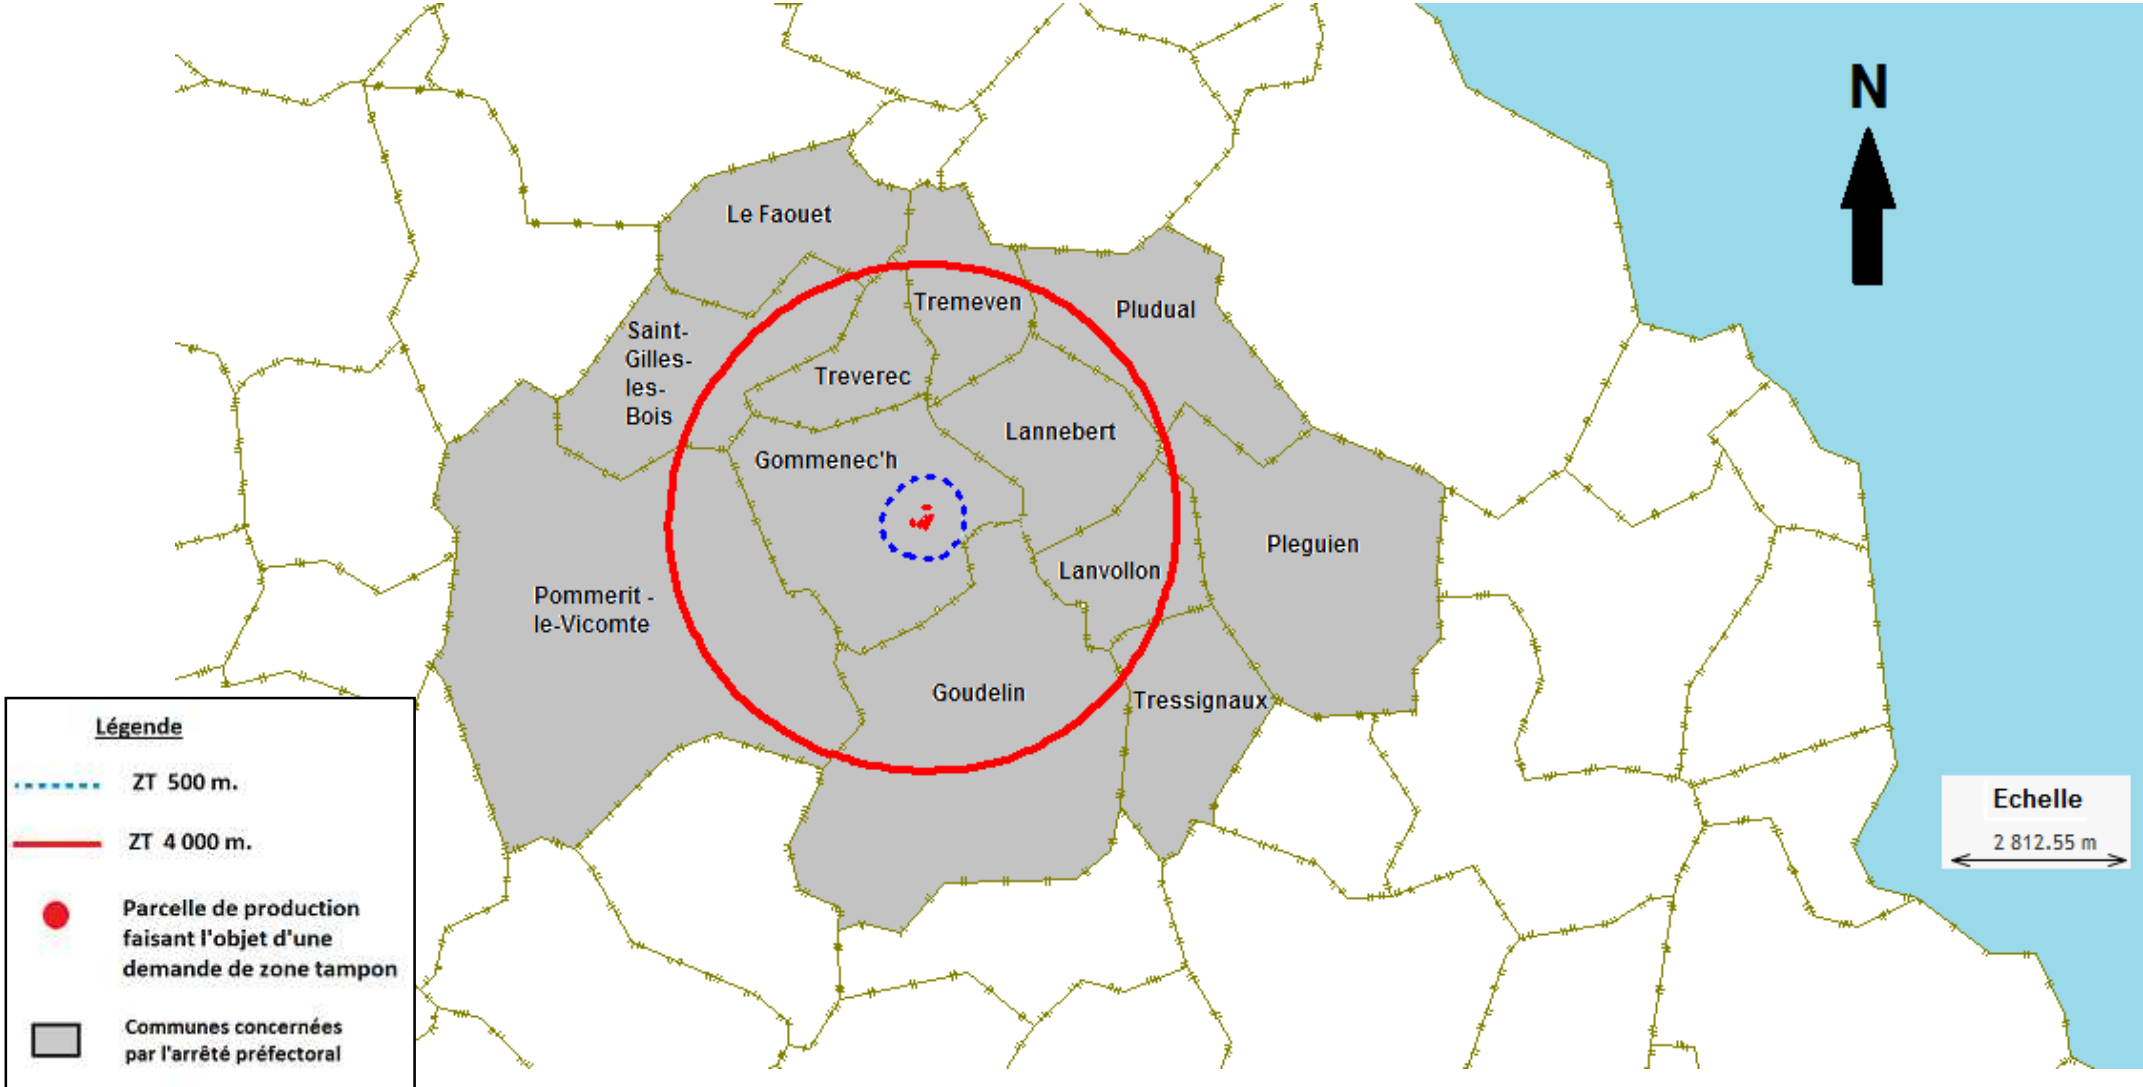 N
Le Faouet
Tremeven
Pludual
Saint-
Gilles-
les-
Bois
Treverec
Lannebert
Gommenec'h
Pleguien
Lanvollon
Pommerit -
le-Vicomte
Goudelin
Tressignaux
Légende
ZT 500 m.
ZT 4 000 m.
Parcelle de production
faisant l'objet d'une
demande de zone tampon
Communes concernées
par l'arrêté préfectoral
Echelle
2 812.55 m